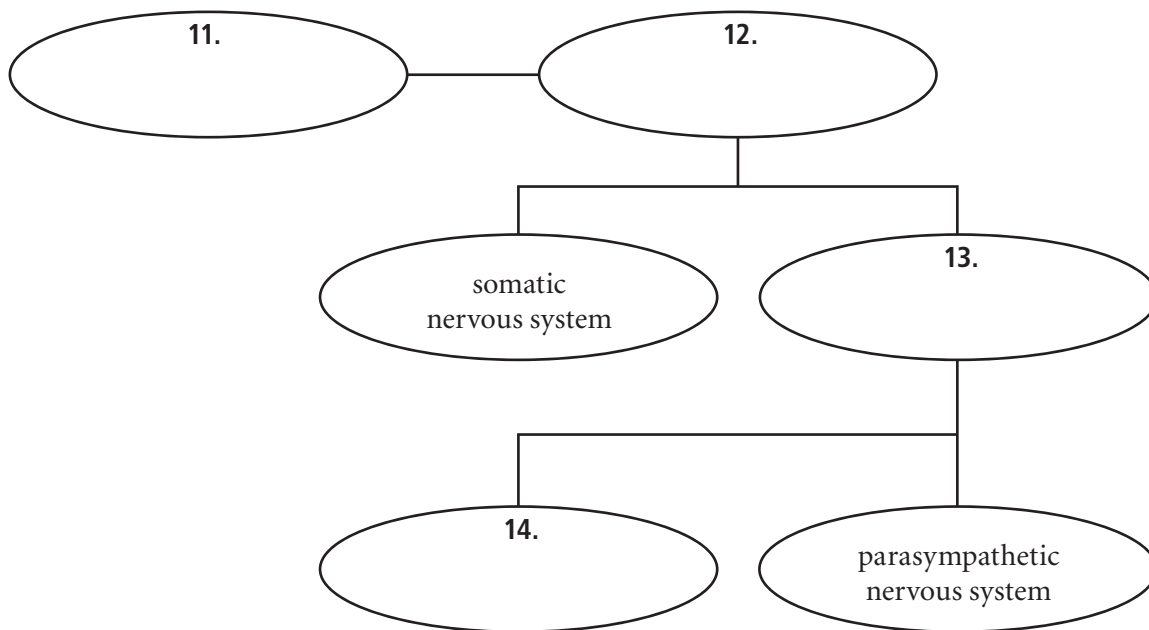 11.
12.
somatic
nervous system
13.
14.
parasympathetic
nervous system